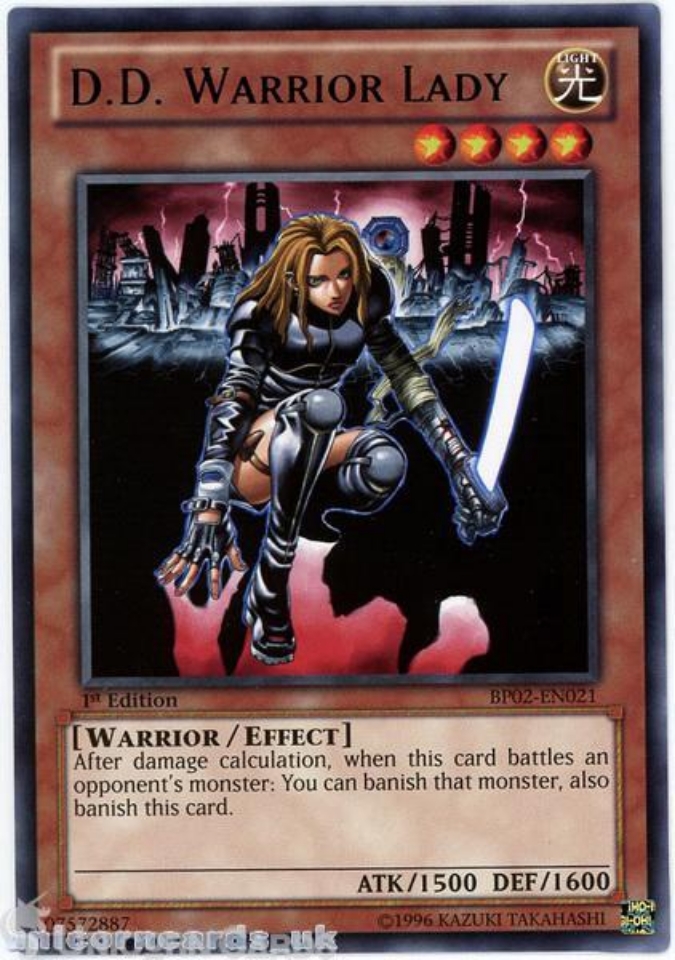 D.D. Warrior Lady
LIGHT
光
1st Edition
BP02-EN021
[Warrior / Effect]
After damage calculation, when this card battles an
opponent's monster: You can banish that monster, also
banish this card.
ATK/1500 DEF/1600
07572887
©1996 KAZUKI TAKAHASHI
unicorncards.uk